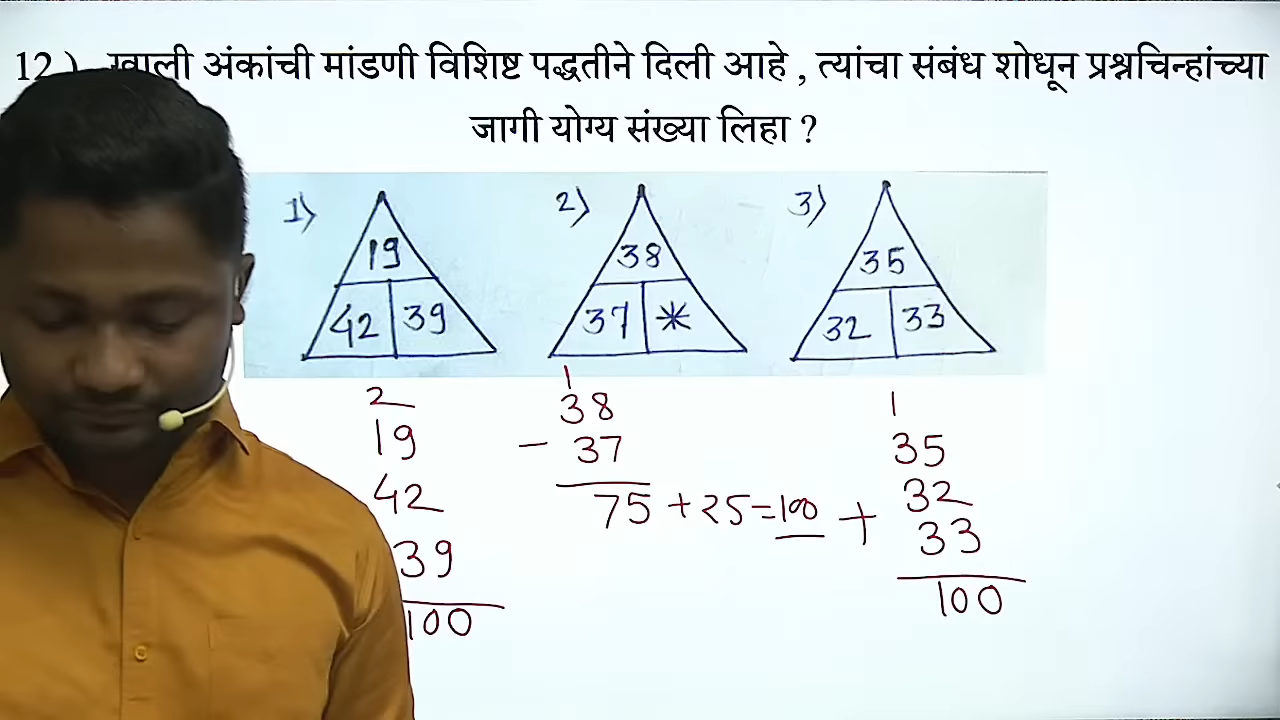 12 ) खाली अंकांची मांडणी विशिष्ट पद्धतीने दिली आहे , त्यांचा संबंध शोधून प्रश्नचिन्हांच्या
जागी योग्य संख्या लिहा ?
1) 2) 3)
19 38 35
42 39 37 * 32 33
2
19
42
39
100
1
38
- 37
75 + 25 = 100
1
35
32
+ 33
100